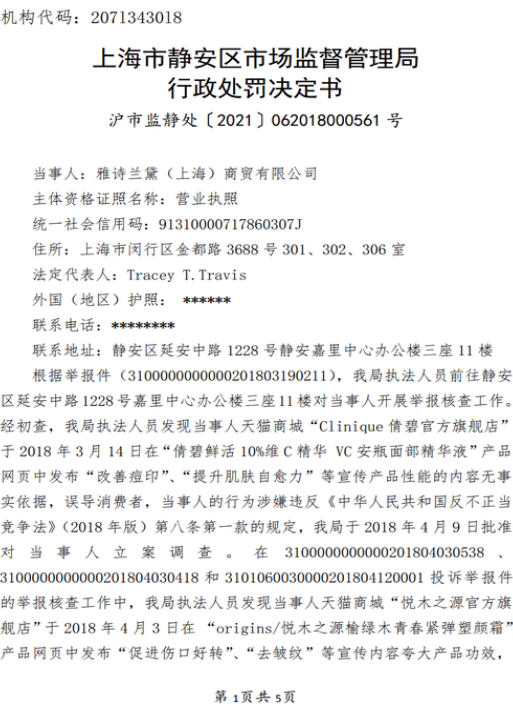 机构代码：2071343018
上海市静安区市场监督管理局
行政处罚决定书
沪市监静处〔2021〕062018000561 号
当事人：雅诗兰黛（上海）商贸有限公司
主体资格证照名称：营业执照
统一社会信用码：91310000717860307J
住所：上海市闵行区金都路 3688 号 301、302、306 室
法定代表人：Tracey T.Travis
外国（地区）护照： ******
联系电话：********
联系地址：静安区延安中路 1228 号静安嘉里中心办公楼三座 11 楼
根据举报件（3100000000000201803190211），我局执法人员前往静安
区延安中路1228号嘉里中心办公楼三座11楼对当事人开展举报核查工作。
经初查，我局执法人员发现当事人天猫商城“Clinique 倩碧官方旗舰店”
于 2018 年 3 月 14 日在“倩碧鲜活 10%维 C 精华 VC 安瓶面部精华液”产品
网页中发布“改善痘印”、“提升肌肤自愈力”等宣传产品性能的内容无事
实依据，误导消费者，当事人的行为涉嫌违反《中华人民共和国反不正当
竞争法》（2018 年版）第八条第一款的规定，我局于 2018 年 4 月 9 日批准
对当事人立案调查。在 3100000000000201804030538 、
3100000000000201804030418 和 3101060030000201804120001 投诉举报件
的举报核查工作中，我局执法人员发现当事人天猫商城“悦木之源官方旗
舰店”于 2018 年 4 月 3 日在 “origins/悦木之源榆绿木青春紧弹塑颜霜”
产品网页中发布“促进伤口好转”、“去皱纹”等宣传内容夸大产品功效，
第 1页共 5页